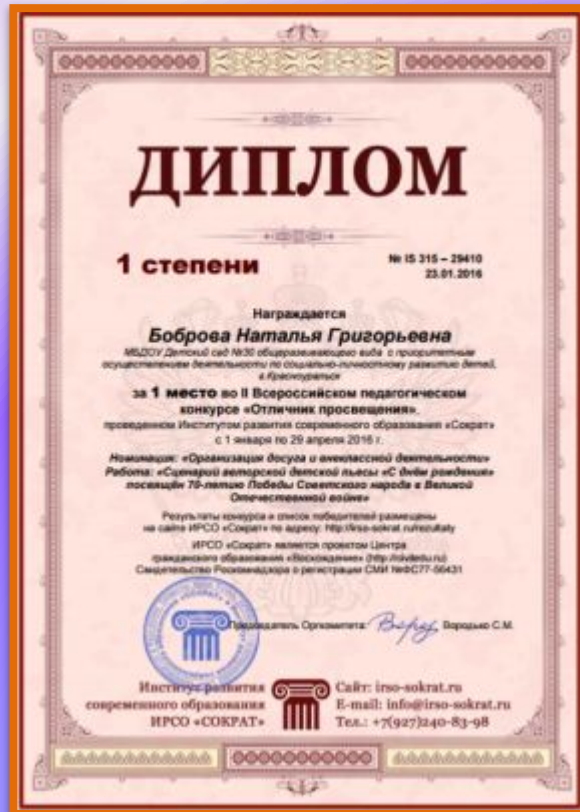 ДИПЛОМ
1 степени
№ IS 315 – 29410
23.01.2016
Награждается
Боброва Наталья Григорьевна
МБДОУ Детский сад №30 общеразвивающего вида с приоритетным
осуществлением деятельности по социально-личностному развитию детей,
г. Красноуральск
за 1 место во II Всероссийском педагогическом
конкурсе «Отличник просвещения»,
проведенном Институтом развития современного образования «Сократ»
с 1 января по 29 апреля 2016 г.
Номинация: «Организация досуга и внеклассной деятельности»
Работа: «Сценарий авторской детской пьесы «С днём рождения»
посвящён 70-летию Победы Советского народа в Великой
Отечественной войне»
Результаты конкурса и список победителей размещены
на сайте ИРСО «Сократ» по адресу: http://irso-sokrat.ru/rezultaty
ИРСО «Сократ» является проектом Центра
гражданского образования «Восхождение»
Свидетельство Роскомнадзора о регистрации СМИ №ФС77-56431
Председатель Оргкомитета: Вородько С.М.
Институт развития
современного образования
ИРСО «СОКРАТ»
Сайт: irso-sokrat.ru
E-mail: info@irso-sokrat.ru
Тел.: +7(927)240-83-98